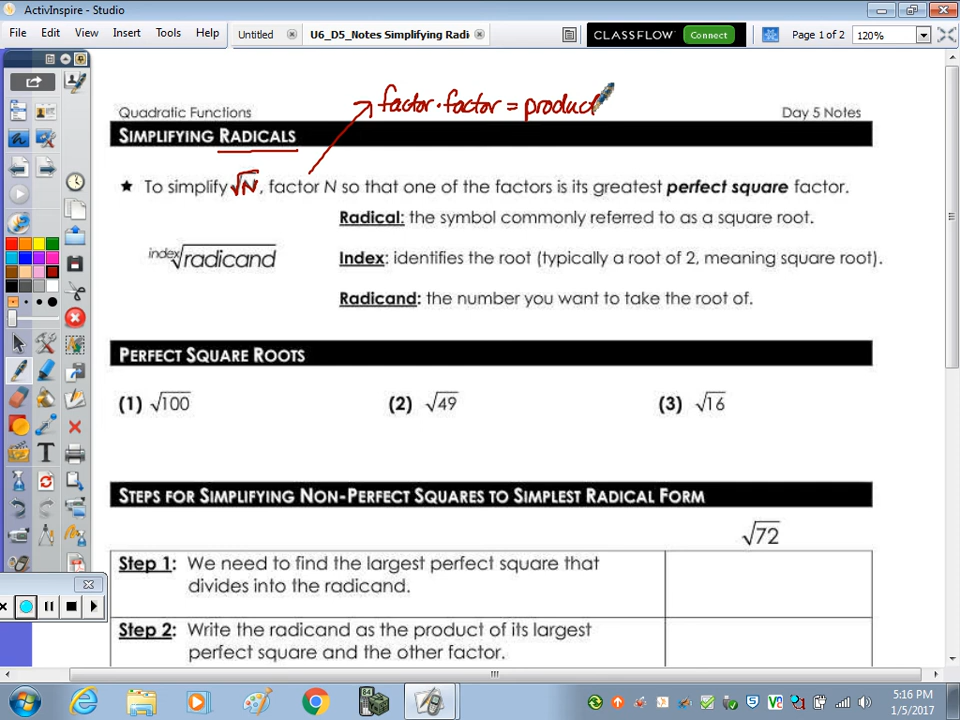 ActivInspire - Studio
File Edit View Insert Tools Help
Untitled
U6_D5_Notes Simplifying Radi
CLASSFLOW Connect
Page 1 of 2
120%
factor · factor = product
Quadratic Functions
Day 5 Notes
SIMPLIFYING RADICALS
★ To simplify √N, factor N so that one of the factors is its greatest perfect square factor.
Radical: the symbol commonly referred to as a square root.
index√radicand
Index: identifies the root (typically a root of 2, meaning square root).
Radicand: the number you want to take the root of.
PERFECT SQUARE ROOTS
(1) √100 (2) √49 (3) √16
STEPS FOR SIMPLIFYING NON-PERFECT SQUARES TO SIMPLEST RADICAL FORM
√72
Step 1: We need to find the largest perfect square that
divides into the radicand.
Step 2: Write the radicand as the product of its largest
perfect square and the other factor.
5:16 PM
1/5/2017